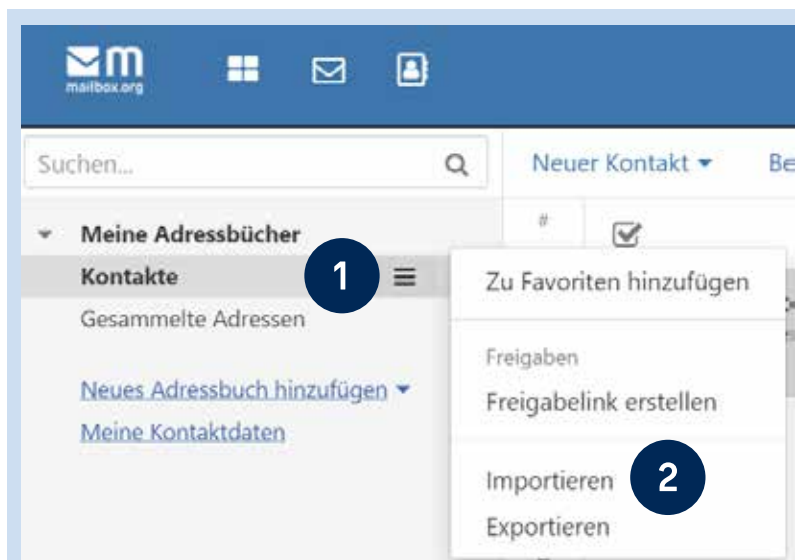 mailbox.org
Suchen...
Neuer Kontakt
Meine Adressbücher
#
Kontakte
1
Gesammelte Adressen
Neues Adressbuch hinzufügen
Meine Kontaktdaten
Zu Favoriten hinzufügen
Freigaben
Freigabelink erstellen
Importieren
2
Exportieren